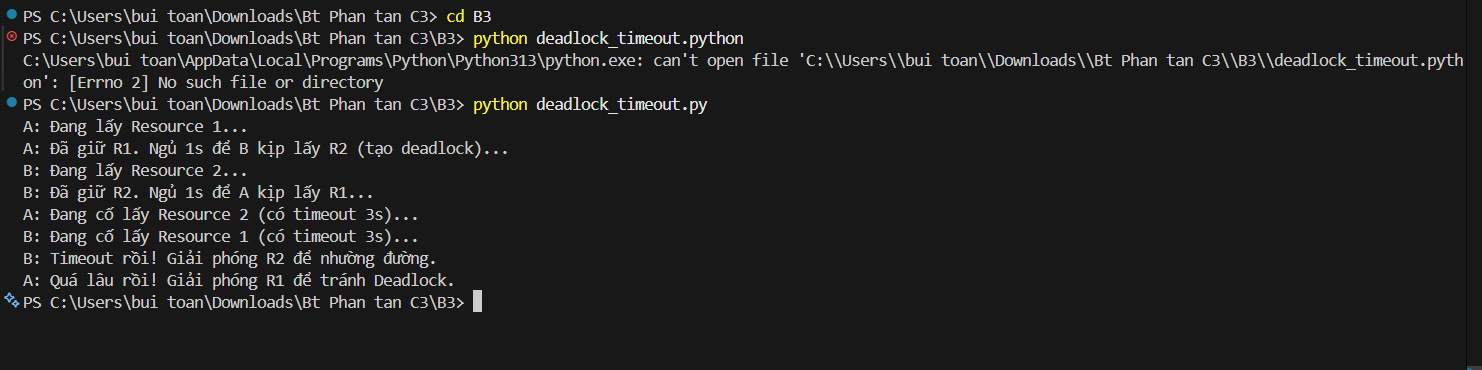 PS C:\Users\bui toan\Downloads\Bt Phan tan C3> cd B3
PS C:\Users\bui toan\Downloads\Bt Phan tan C3\B3> python deadlock_timeout.python
C:\Users\bui toan\AppData\Local\Programs\Python\Python313\python.exe: can't open file 'C:\\Users\\bui toan\\Downloads\\Bt Phan tan C3\\B3\\deadlock_timeout.pyth
on': [Errno 2] No such file or directory
PS C:\Users\bui toan\Downloads\Bt Phan tan C3\B3> python deadlock_timeout.py
A: Đang lấy Resource 1...
A: Đã giữ R1. Ngủ 1s để B kịp lấy R2 (tạo deadlock)...
B: Đang lấy Resource 2...
B: Đã giữ R2. Ngủ 1s để A kịp lấy R1...
A: Đang cố lấy Resource 2 (có timeout 3s)...
B: Đang cố lấy Resource 1 (có timeout 3s)...
B: Timeout rồi! Giải phóng R2 để nhường đường.
A: Quá lâu rồi! Giải phóng R1 để tránh Deadlock.
PS C:\Users\bui toan\Downloads\Bt Phan tan C3\B3>